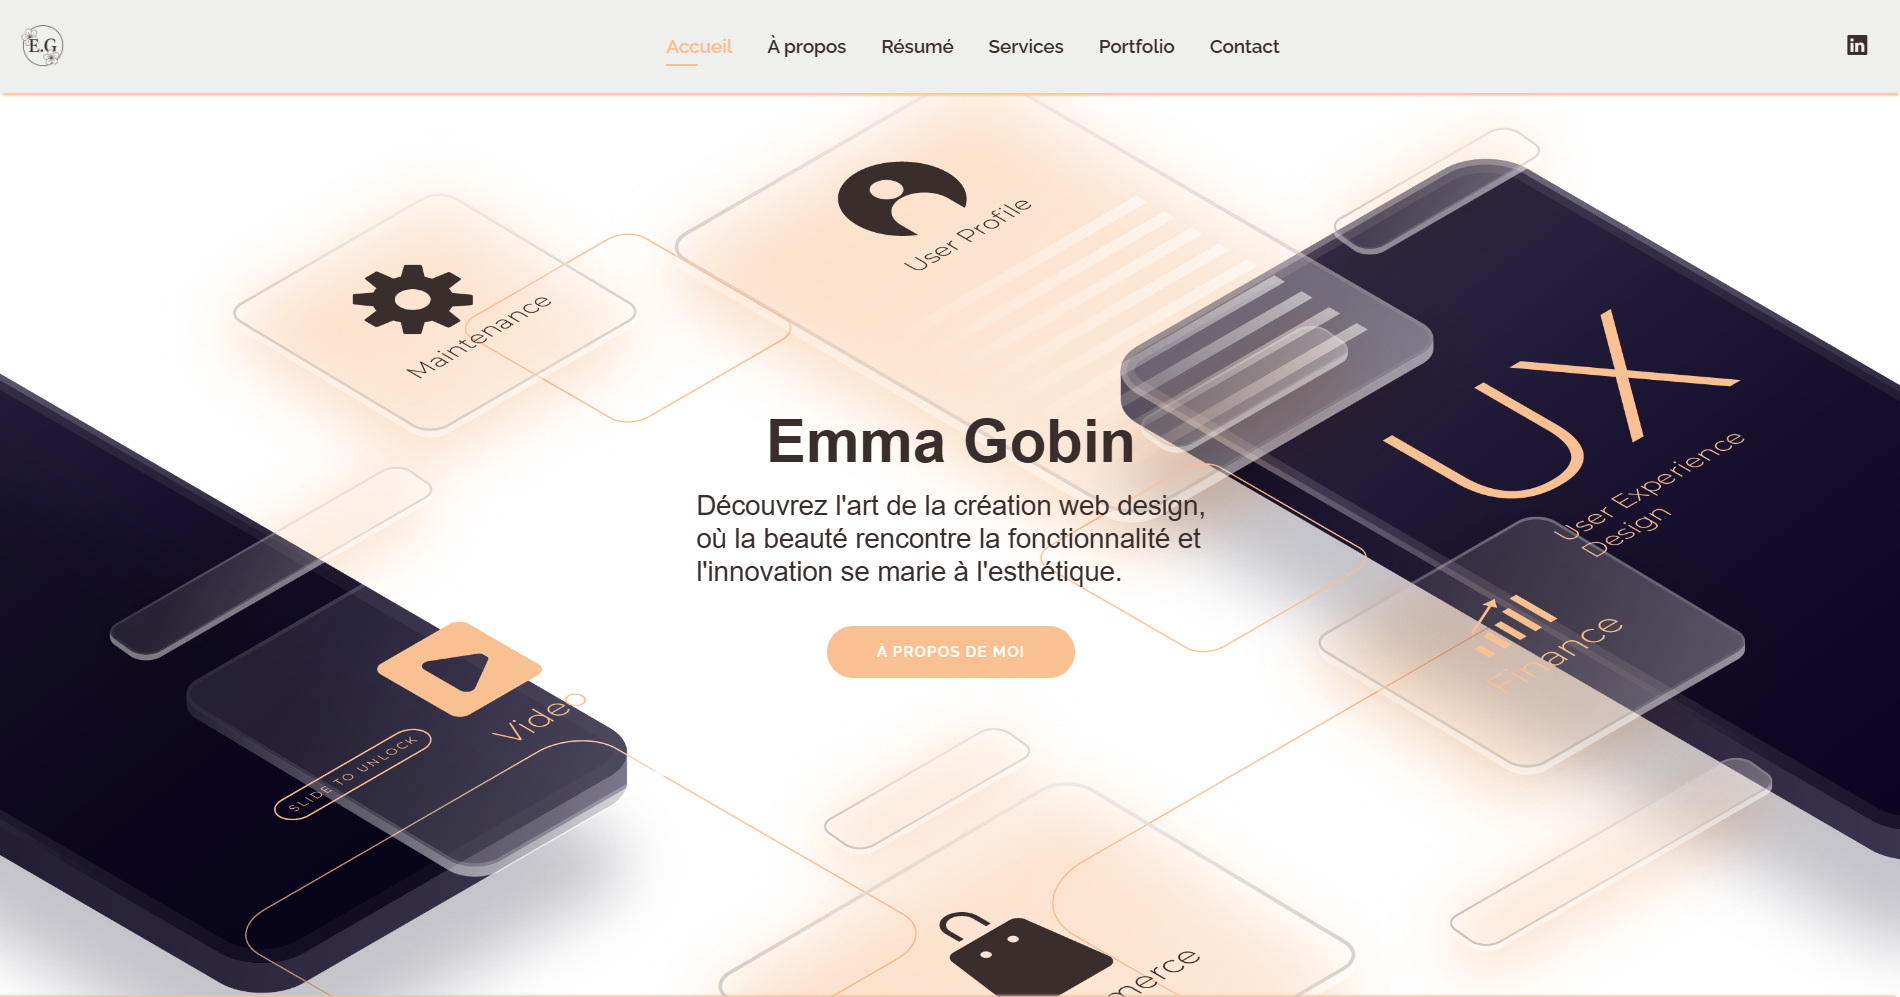 E.G
Accueil
À propos
Résumé
Services
Portfolio
Contact
in
User Profile
Maintenance
UX
User Experience
Design
Emma Gobin
Découvrez l'art de la création web design,
où la beauté rencontre la fonctionnalité et
l'innovation se marie à l'esthétique.
À PROPOS DE MOI
Finance
Video
SLIDE TO UNLOCK
merce